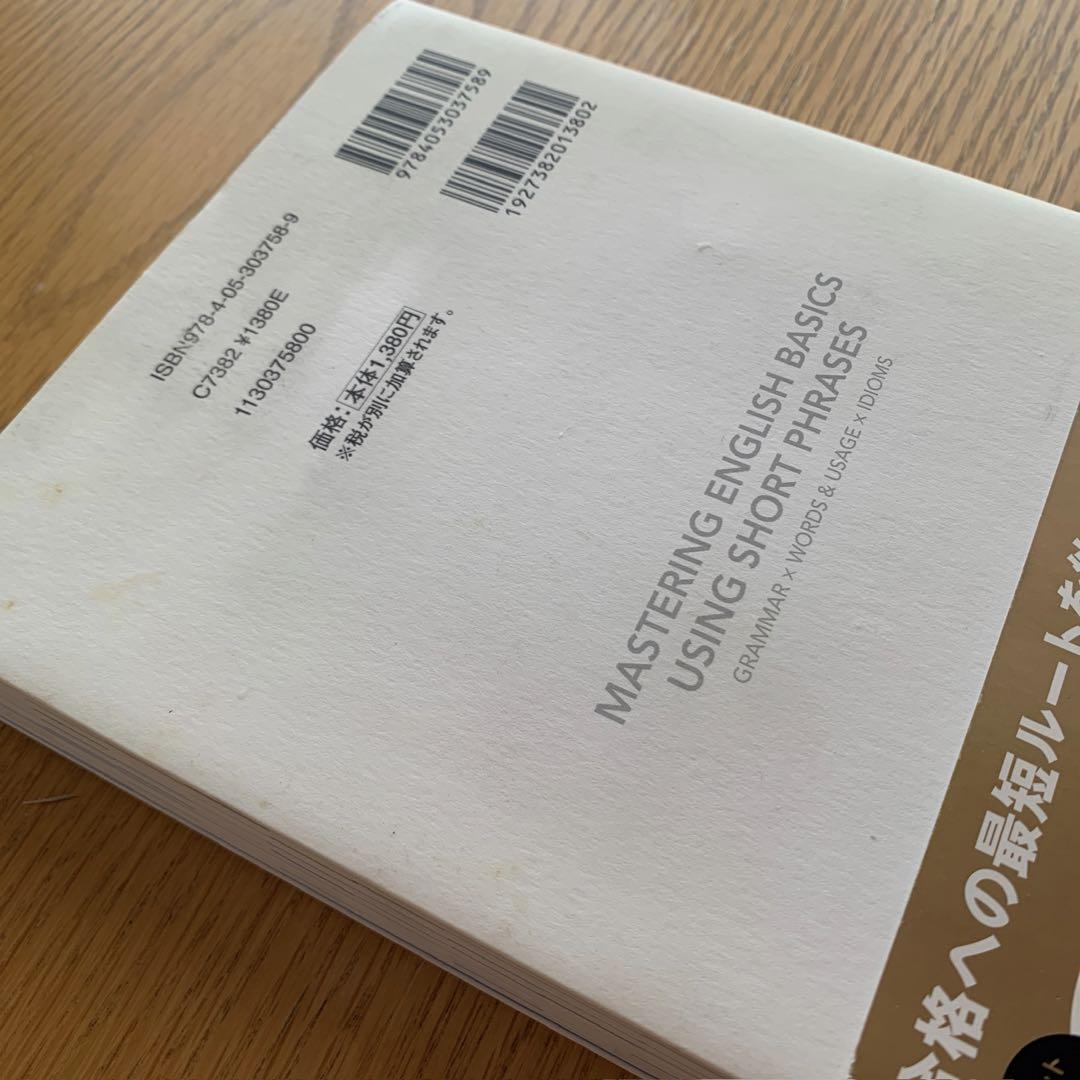 9784053037589
1927382013802
ISBN978-4-05-303758-9
C7382 ¥1380E
1130375800
価格：本体1,380円
※税が別に加算されます。
MASTERING ENGLISH BASICS
USING SHORT PHRASES
GRAMMAR × WORDS & USAGE × IDIOMS
合格への最短ルートを